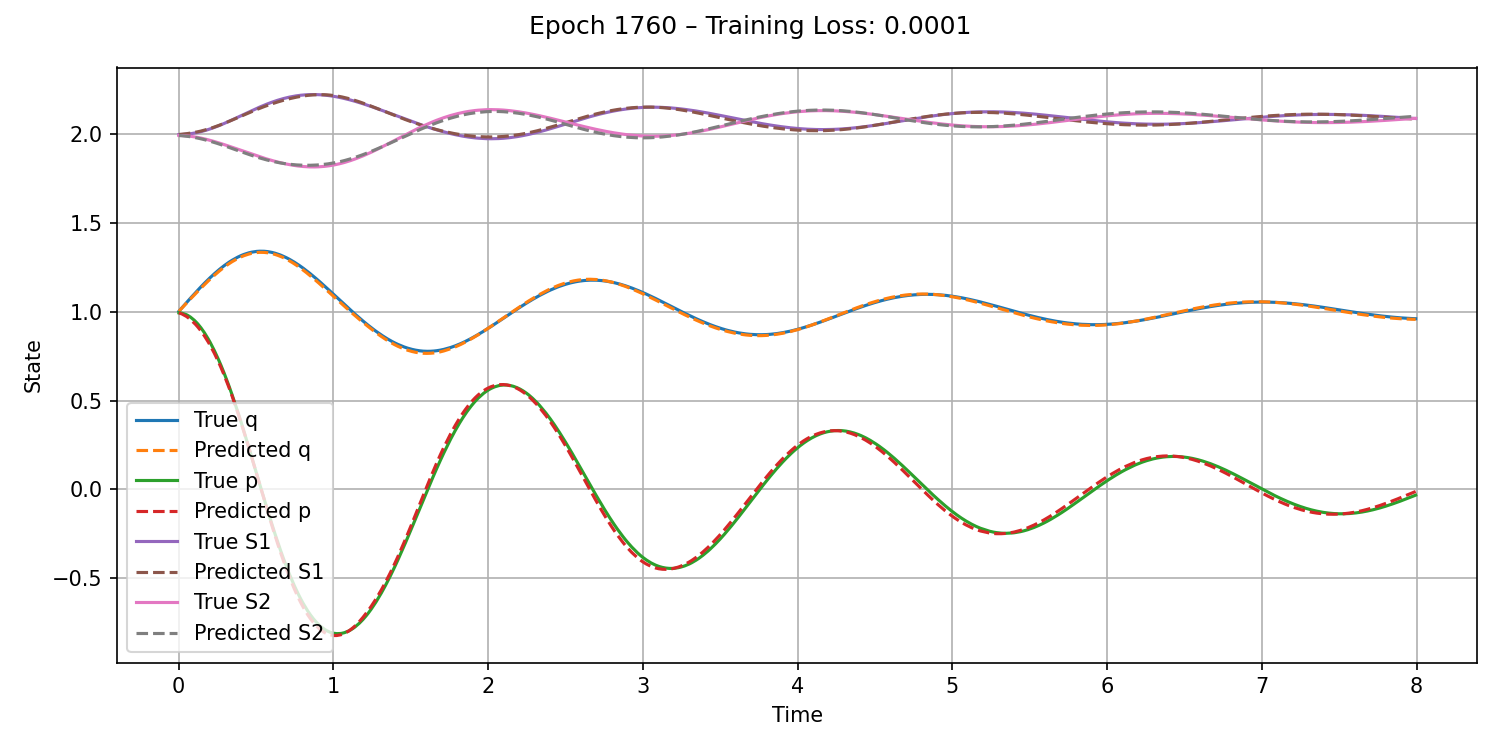 Epoch 1760 – Training Loss: 0.0001
2.0
1.5
1.0
0.5
0.0
−0.5
State
True q
Predicted q
True p
Predicted p
True S1
Predicted S1
True S2
Predicted S2
0 1 2 3 4 5 6 7 8
Time